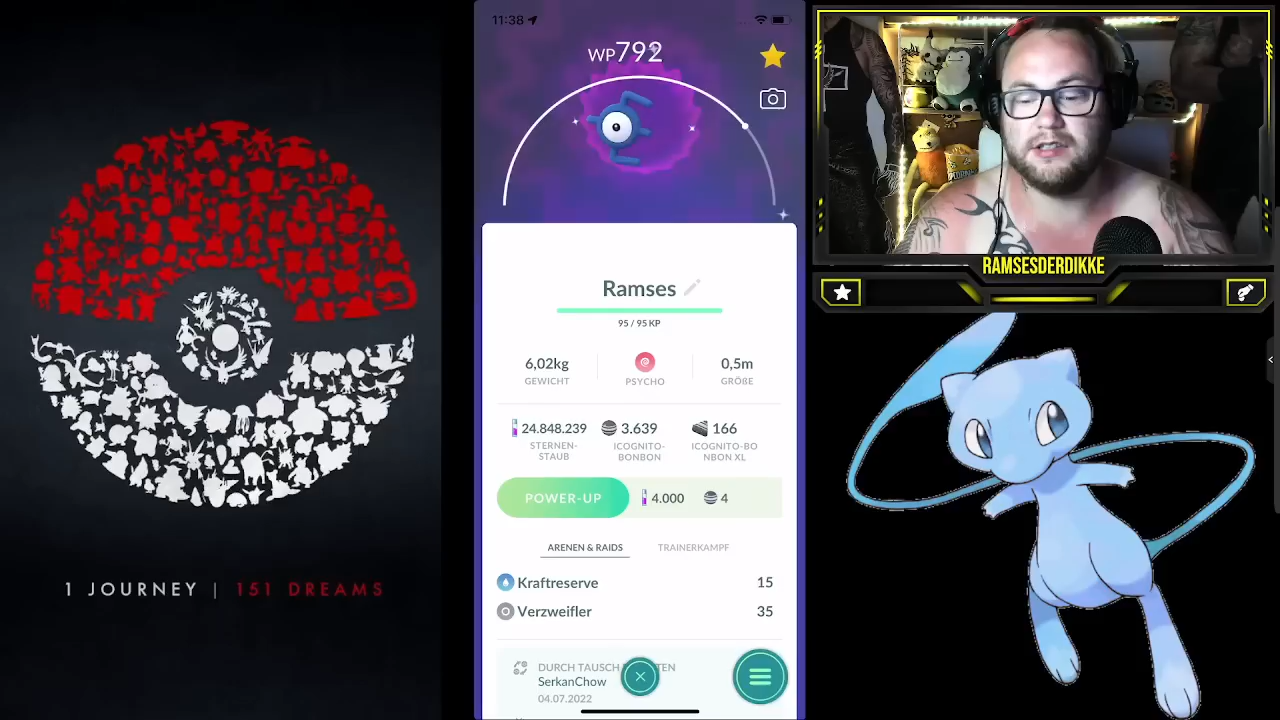 1 JOURNEY | 151 DREAMS
11:38
WP792
Ramses
95 / 95 KP
6,02kg
GEWICHT
PSYCHO
0,5m
GRÖßE
24.848.239
STERNEN-
STAUB
3.639
ICOGNITO-
BONBON
166
ICOGNITO-BO
NBON XL
POWER-UP
4.000
4
ARENEN & RAIDS
TRAINERKAMPF
Kraftreserve 15
Verzweifler 35
DURCH TAUSCH
SerkanChow
04.07.2022
RAMSESDERDIKKE